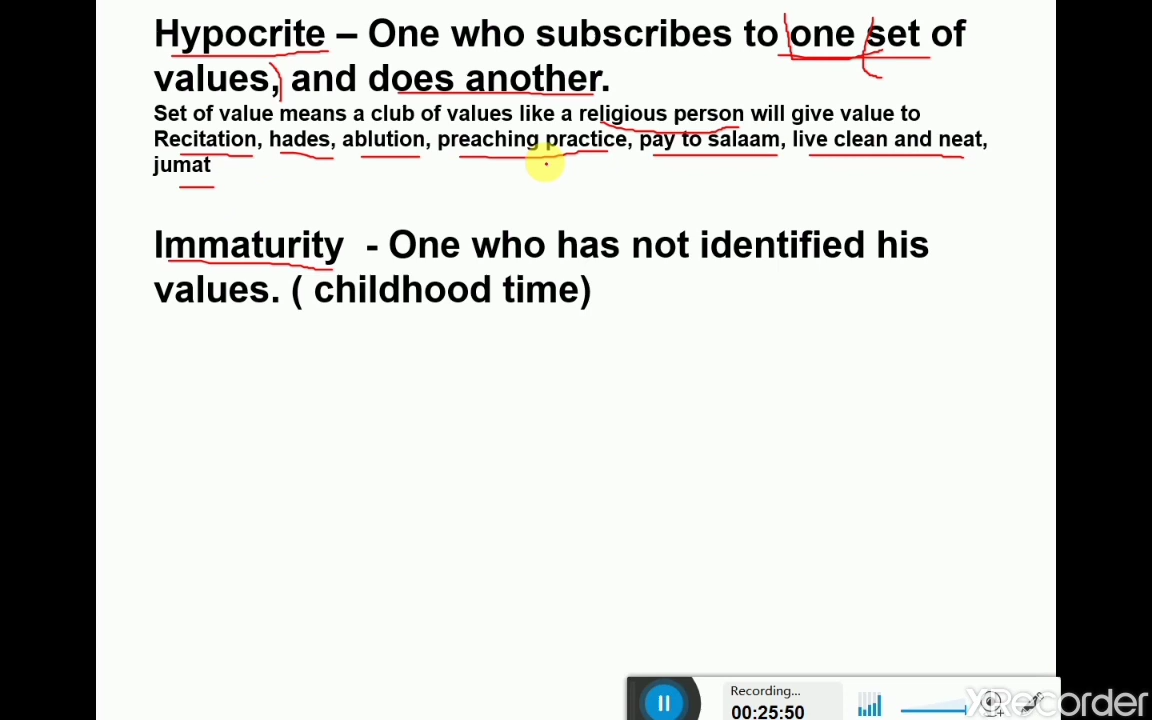 Hypocrite – One who subscribes to one set of
values, and does another.
Set of value means a club of values like a religious person will give value to
Recitation, hades, ablution, preaching practice, pay to salaam, live clean and neat,
jumat
Immaturity - One who has not identified his
values. ( childhood time)
Recording...
00:25:50
XRecorder